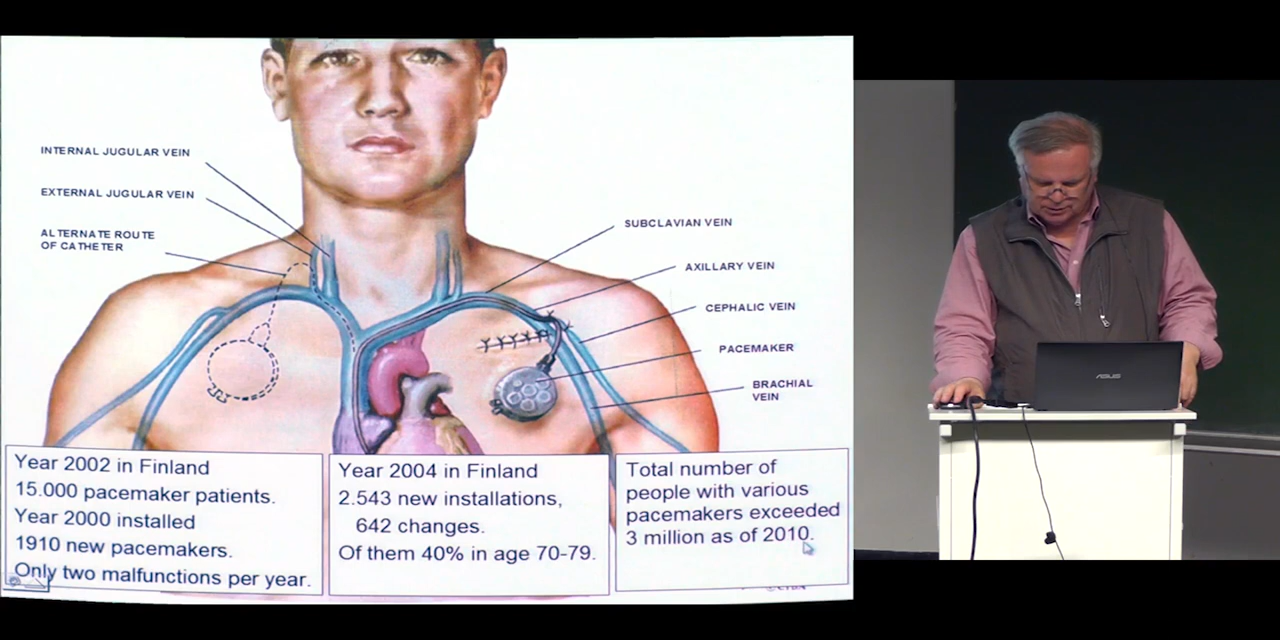 INTERNAL JUGULAR VEIN
EXTERNAL JUGULAR VEIN
ALTERNATE ROUTE
OF CATHETER
SUBCLAVIAN VEIN
AXILLARY VEIN
CEPHALIC VEIN
PACEMAKER
BRACHIAL
VEIN
Year 2002 in Finland
15.000 pacemaker patients.
Year 2000 installed
1910 new pacemakers.
Only two malfunctions per year.
Year 2004 in Finland
2.543 new installations,
642 changes.
Of them 40% in age 70-79.
Total number of
people with various
pacemakers exceeded
3 million as of 2010.
ASUS